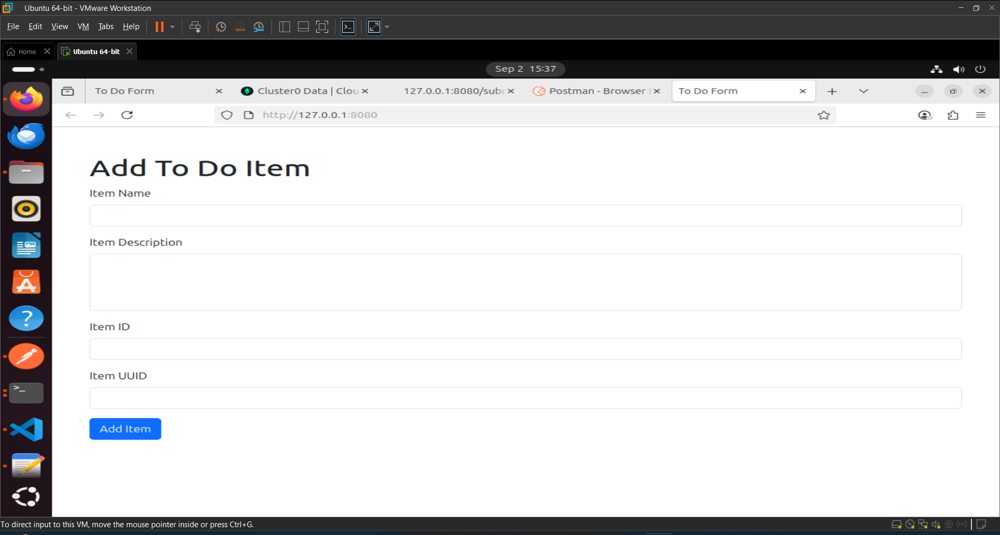 Ubuntu 64-bit - VMware Workstation
File Edit View VM Tabs Help
Home Ubuntu 64-bit
Sep 2 15:37
To Do Form Cluster0 Data | Clou 127.0.0.1:8080/subr Postman - Browser To Do Form
http://127.0.0.1:8080
Add To Do Item
Item Name
Item Description
Item ID
Item UUID
Add Item
To direct input to this VM, move the mouse pointer inside or press Ctrl+G.